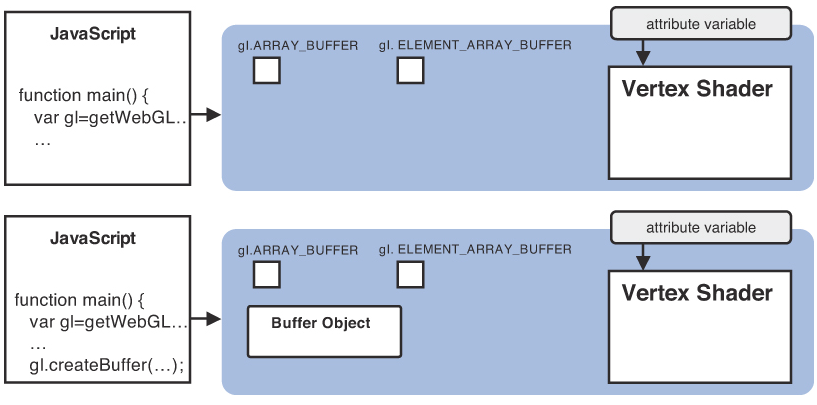 JavaScript
function main() {
var gl=getWebGL…
…
gl.ARRAY_BUFFER
gl. ELEMENT_ARRAY_BUFFER
attribute variable
Vertex Shader
JavaScript
function main() {
var gl=getWebGL…
…
gl.createBuffer(…);
gl.ARRAY_BUFFER
gl. ELEMENT_ARRAY_BUFFER
Buffer Object
attribute variable
Vertex Shader